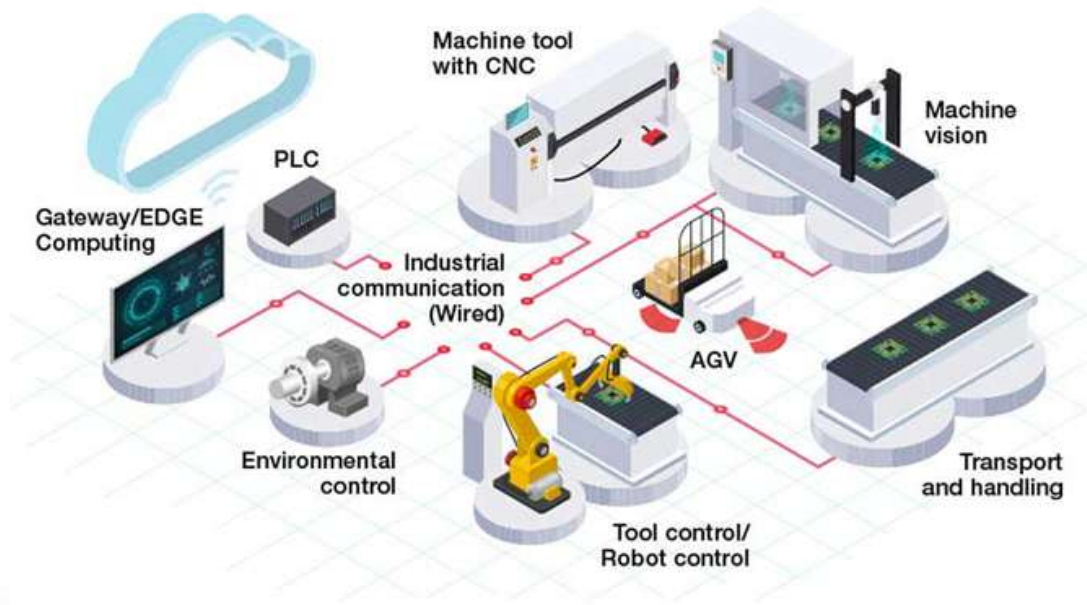 Machine tool
with CNC
Machine
vision
PLC
Gateway/EDGE
Computing
Industrial
communication
(Wired)
AGV
Environmental
control
Transport
and handling
Tool control/
Robot control